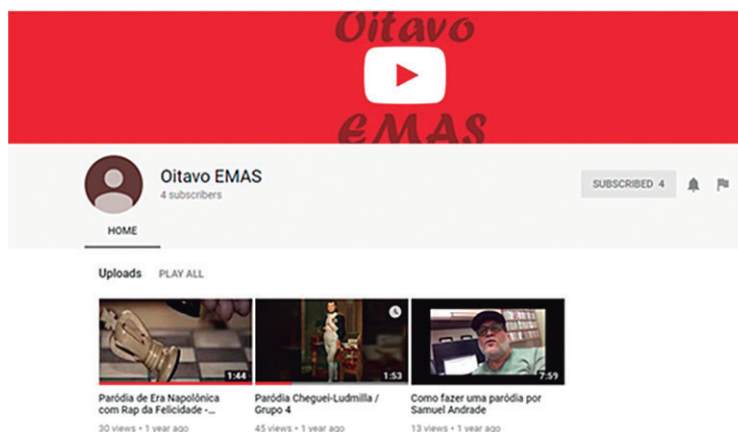 Oitavo
EMAS
Oitavo EMAS
4 subscribers
SUBSCRIBED 4
HOME
Uploads PLAY ALL
1:44
1:53
7:59
Paródia de Era Napolônica
com Rap da Felicidade -...
30 views • 1 year ago
Paródia Cheguei-Ludmilla /
Grupo 4
45 views • 1 year ago
Como fazer uma paródia por
Samuel Andrade
13 views • 1 year ago